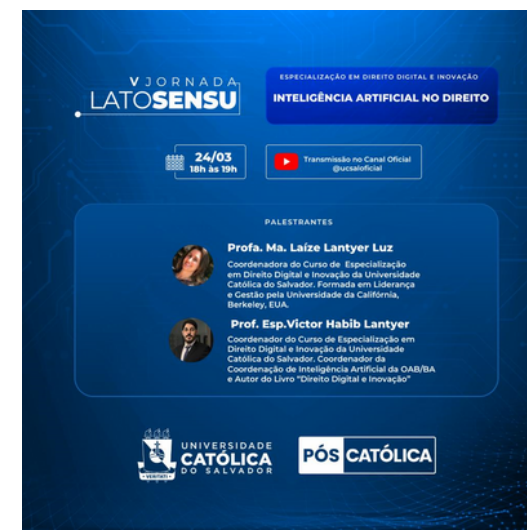 V JORNADA
LATOSENSU
ESPECIALIZAÇÃO EM DIREITO DIGITAL E INOVAÇÃO
INTELIGÊNCIA ARTIFICIAL NO DIREITO
24/03
18h às 19h
Transmissão no Canal Oficial
@ucsaloficial
PALESTRANTES
Profa. Ma. Laíze Lantyer Luz
Coordenadora do Curso de Especialização
em Direito Digital e Inovação da Universidade
Católica do Salvador. Formada em Liderança
e Gestão pela Universidade da Califórnia,
Berkeley, EUA.
Prof. Esp.Victor Habib Lantyer
Coordenador do Curso de Especialização em
Direito Digital e Inovação da Universidade
Católica do Salvador. Coordenador da
Coordenação de Inteligência Artificial da OAB/BA
e Autor do Livro "Direito Digital e Inovação"
VERITATI
UNIVERSIDADE
CATÓLICA
DO SALVADOR
PÓS CATÓLICA